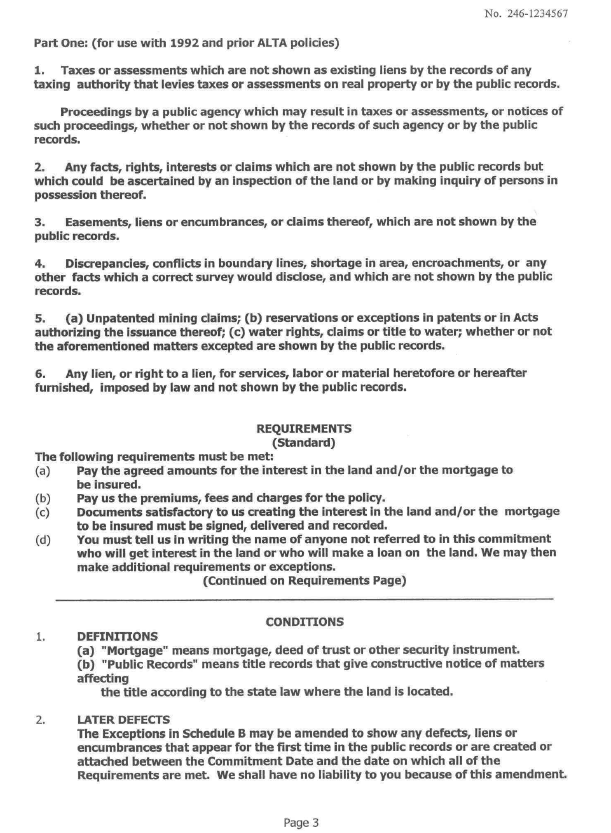 No. 246-1234567
Part One: (for use with 1992 and prior ALTA policies)
1. Taxes or assessments which are not shown as existing liens by the records of any
taxing authority that levies taxes or assessments on real property or by the public records.
Proceedings by a public agency which may result in taxes or assessments, or notices of
such proceedings, whether or not shown by the records of such agency or by the public
records.
2. Any facts, rights, interests or claims which are not shown by the public records but
which could be ascertained by an inspection of the land or by making inquiry of persons in
possession thereof.
3. Easements, liens or encumbrances, or claims thereof, which are not shown by the
public records.
4. Discrepancies, conflicts in boundary lines, shortage in area, encroachments, or any
other facts which a correct survey would disclose, and which are not shown by the public
records.
5. (a) Unpatented mining claims; (b) reservations or exceptions in patents or in Acts
authorizing the issuance thereof; (c) water rights, claims or title to water; whether or not
the aforementioned matters excepted are shown by the public records.
6. Any lien, or right to a lien, for services, labor or material heretofore or hereafter
furnished, imposed by law and not shown by the public records.
REQUIREMENTS
(Standard)
The following requirements must be met:
(a) Pay the agreed amounts for the interest in the land and/or the mortgage to
be insured.
(b) Pay us the premiums, fees and charges for the policy.
(c) Documents satisfactory to us creating the interest in the land and/or the mortgage
to be insured must be signed, delivered and recorded.
(d) You must tell us in writing the name of anyone not referred to in this commitment
who will get interest in the land or who will make a loan on the land. We may then
make additional requirements or exceptions.
(Continued on Requirements Page)
CONDITIONS
1. DEFINITIONS
(a) "Mortgage" means mortgage, deed of trust or other security instrument.
(b) "Public Records" means title records that give constructive notice of matters
affecting
the title according to the state law where the land is located.
2. LATER DEFECTS
The Exceptions in Schedule B may be amended to show any defects, liens or
encumbrances that appear for the first time in the public records or are created or
attached between the Commitment Date and the date on which all of the
Requirements are met. We shall have no liability to you because of this amendment.
Page 3